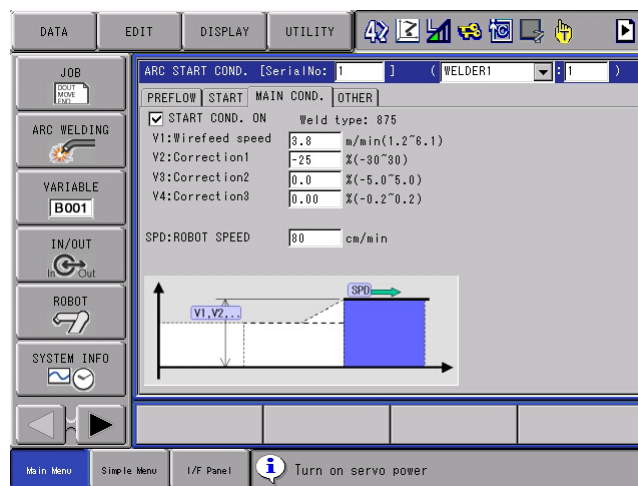 DATA EDIT DISPLAY UTILITY
JOB
DOUT
MOVE
END
ARC WELDING
VARIABLE
B001
IN/OUT
In Out
ROBOT
SYSTEM INFO
ARC START COND. [SerialNo: 1 ] ( WELDER1 : 1 )
PREFLOW START MAIN COND. OTHER
START COND. ON Weld type: 875
V1:Wirefeed speed 3.8 m/min(1.2~6.1)
V2:Correction1 -25 %(-30~30)
V3:Correction2 0.0 %(-5.0~5.0)
V4:Correction3 0.00 %(-0.2~0.2)
SPD:ROBOT SPEED 80 cm/min
SPD
V1,V2,..
Main Menu Simple Menu I/F Panel Turn on servo power